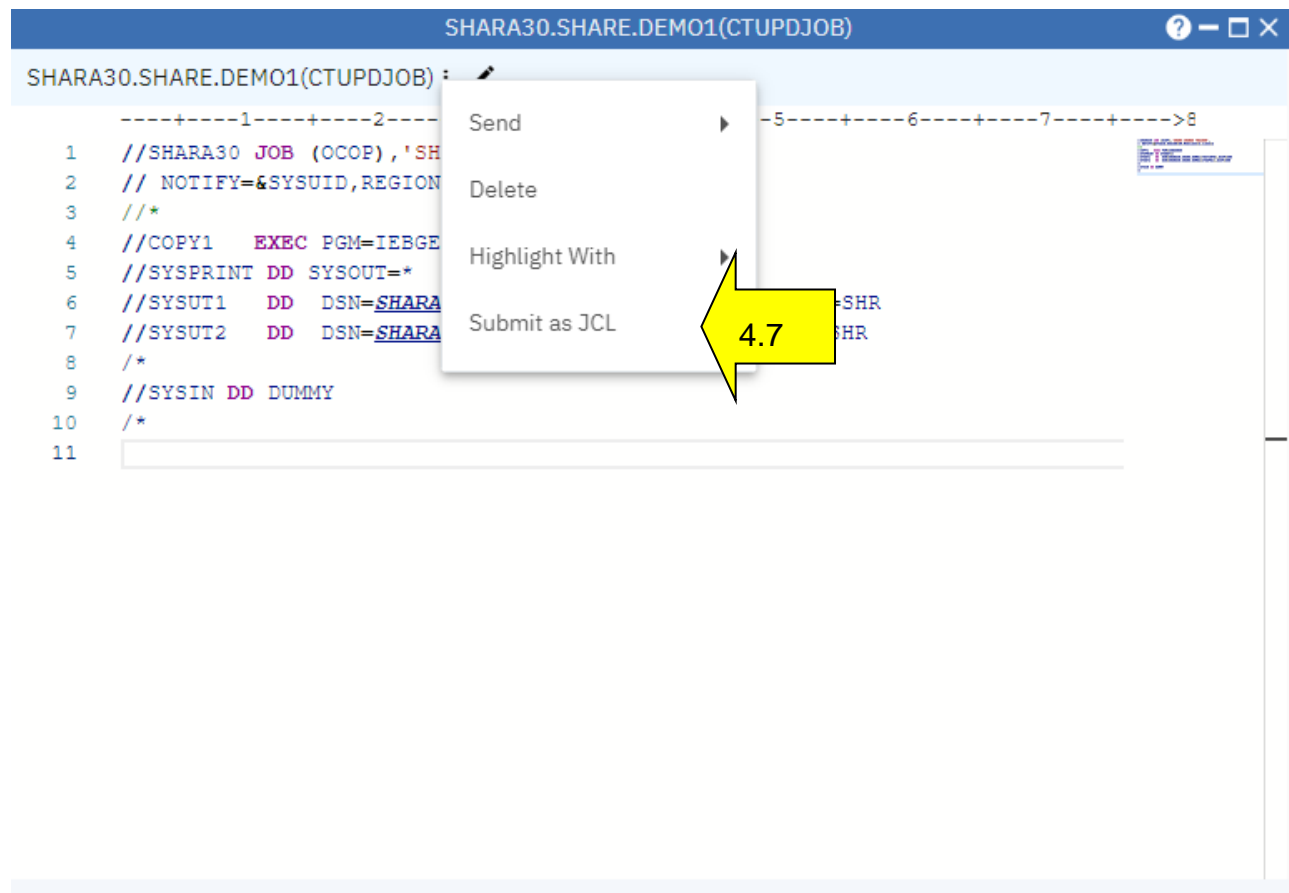 SHARA30.SHARE.DEMO1(CTUPDJOB)
SHARA30.SHARE.DEMO1(CTUPDJOB)
----+----1----+----2---- -5----+----6----+----7----+---->8
1 //SHARA30 JOB (OCOP),'SH
2 // NOTIFY=&SYSUID,REGION
3 //*
4 //COPY1   EXEC PGM=IEBGE
5 //SYSPRINT DD SYSOUT=*
6 //SYSUT1   DD  DSN=SHARA =SHR
7 //SYSUT2   DD  DSN=SHARA SHR
8 /*
9 //SYSIN DD DUMMY
10 /*
11
Send
Delete
Highlight With
Submit as JCL
4.7